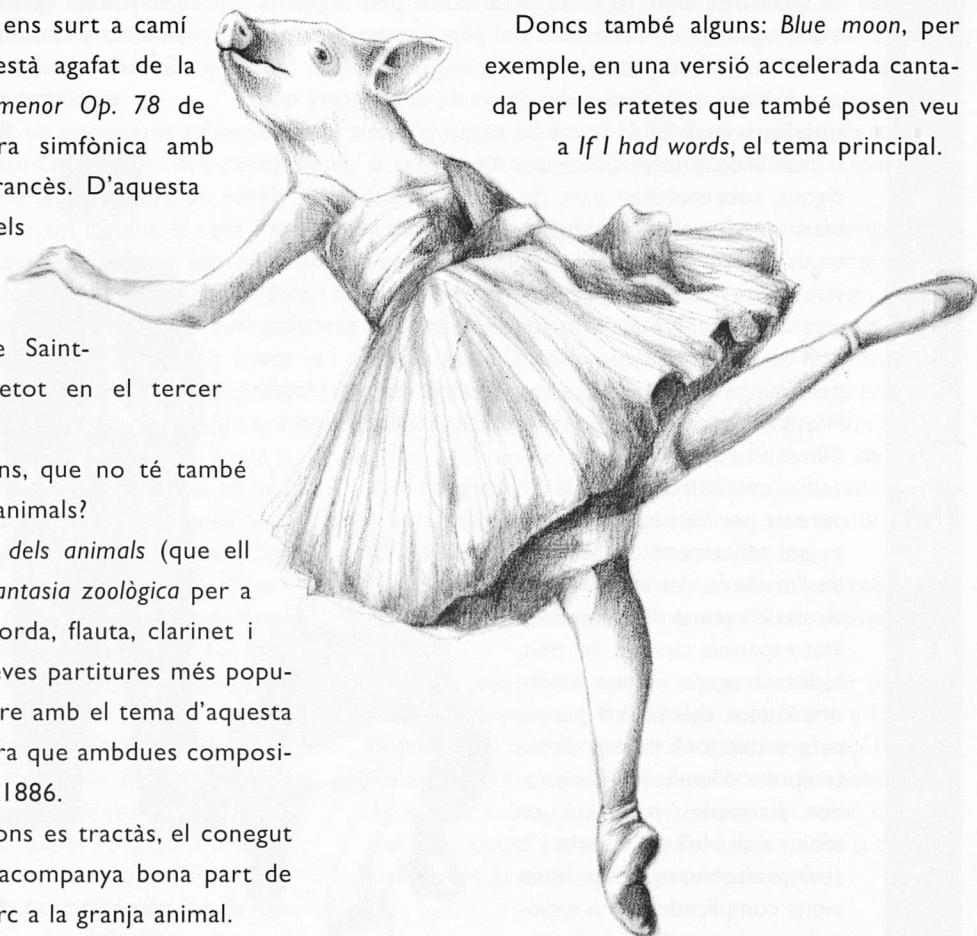 ens surt a camí
està agafat de la
menor Op. 78 de
ra simfònica amb
rancès. D'aquesta
els
e Saint-
etot en el tercer
ns, que no té també
animals?
dels animals (que ell
antasia zoològica per a
orda, flauta, clarinet i
eves partitures més popu-
re amb el tema d'aquesta
ra que ambdues composi-
1886.
ons es tractàs, el conegut
acompanya bona part de
rc a la granja animal.
Doncs també alguns: Blue moon, per
exemple, en una versió accelerada canta-
da per les ratetes que també posen veu
a If I had words, el tema principal.